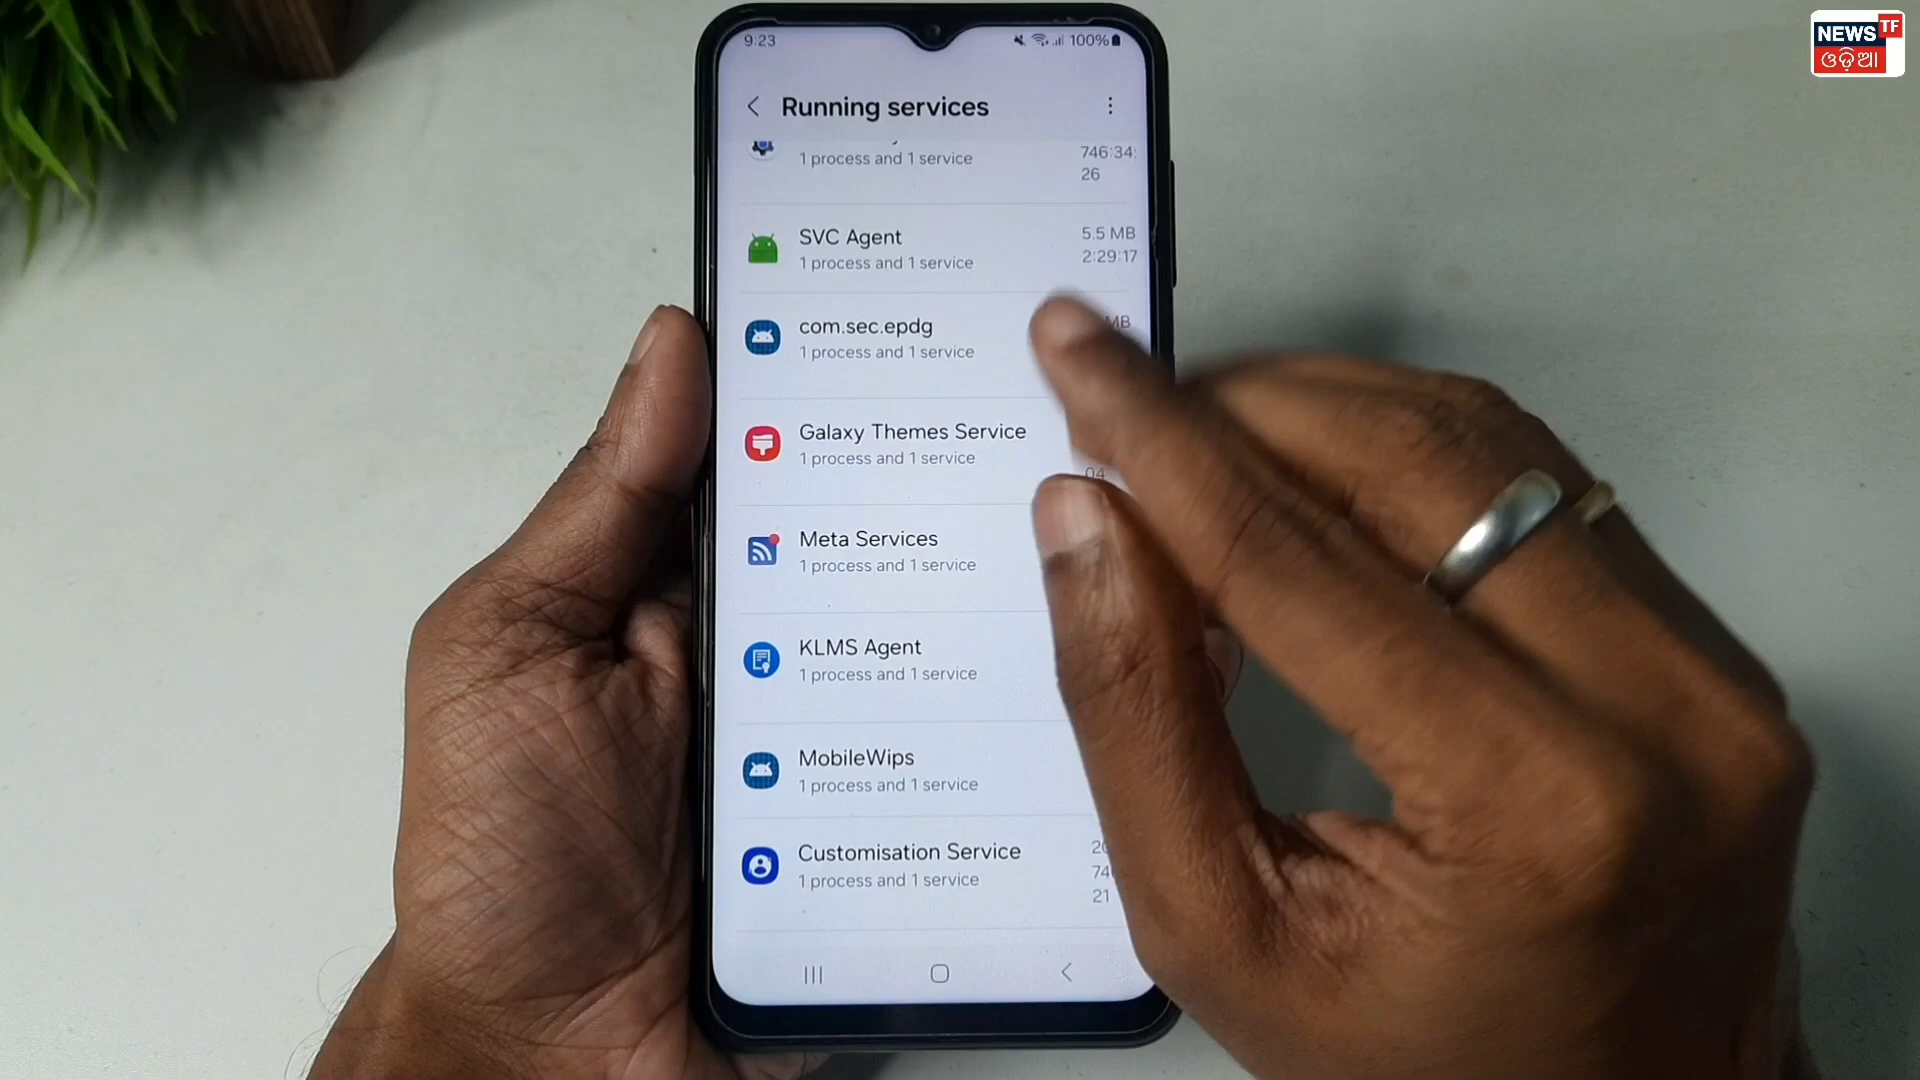 9:23
100%
NEWS
TF
ଓଡ଼ିଆ
Running services
1 process and 1 service
746:34:
26
SVC Agent
5.5 MB
1 process and 1 service
2:29:17
com.sec.epdg
MB
1 process and 1 service
Galaxy Themes Service
1 process and 1 service
04
Meta Services
1 process and 1 service
KLMS Agent
1 process and 1 service
MobileWips
1 process and 1 service
Customisation Service
1 process and 1 service
21